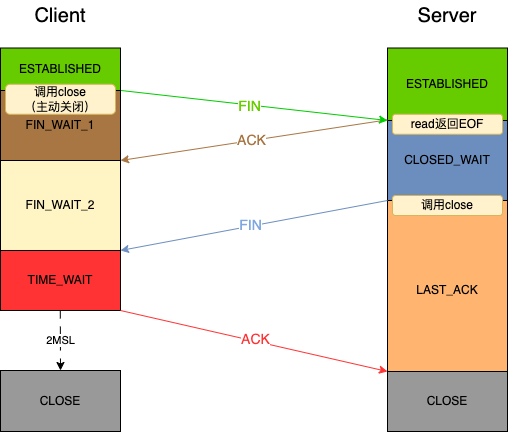 Client
Server
ESTABLISHED
调用close
（主动关闭）
FIN_WAIT_1
FIN
ESTABLISHED
read返回EOF
ACK
CLOSED_WAIT
FIN_WAIT_2
调用close
FIN
TIME_WAIT
LAST_ACK
2MSL
ACK
CLOSE
CLOSE